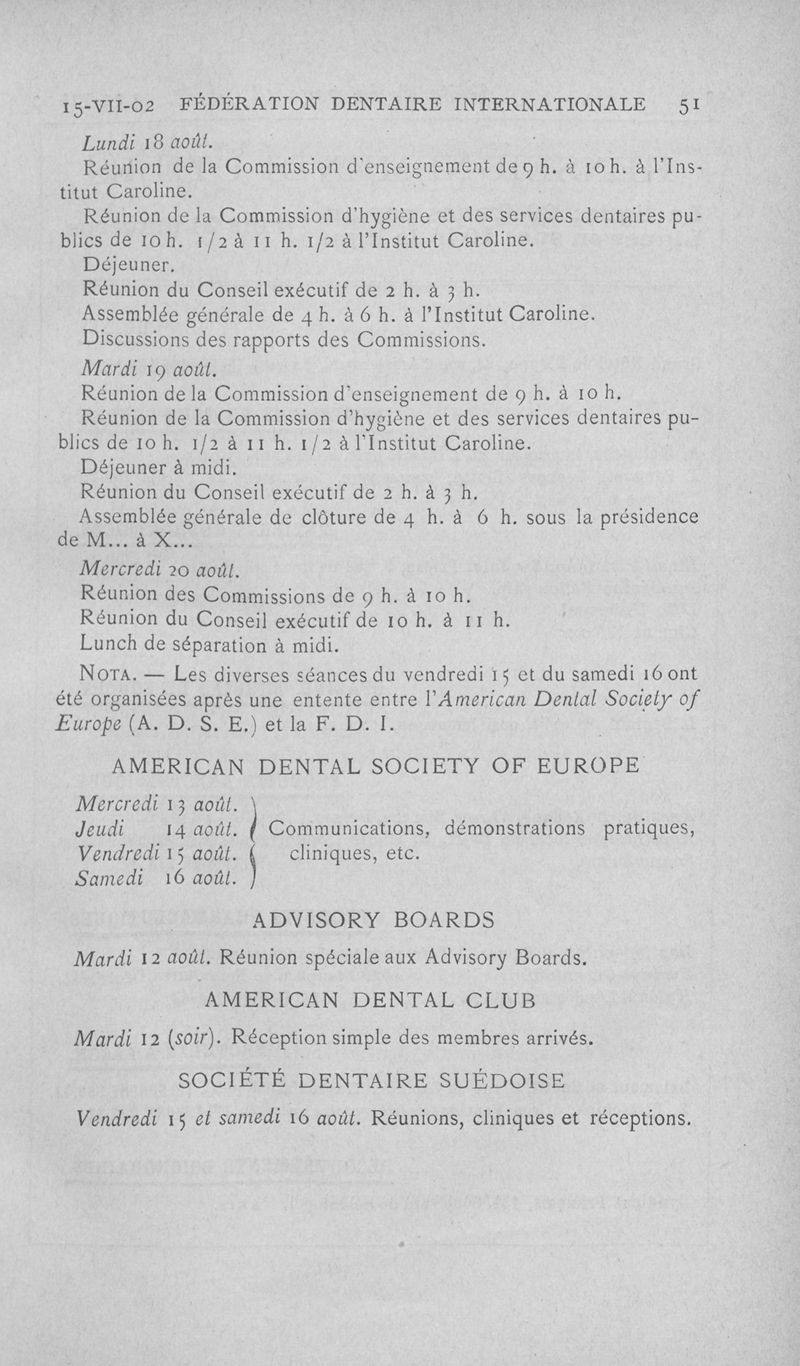 15-VII-02 FÉDÉRATION DENTAIRE INTERNATIONALE 51
Lundi 18 août.
Réunion de la Commission d'enseignement de 9 h. à 10 h. à l'Ins-
titut Caroline.
Réunion de la Commission d'hygiène et des services dentaires pu-
blics de 10 h. 1/2 à 11 h. 1/2 à l'Institut Caroline.
Déjeuner.
Réunion du Conseil exécutif de 2 h. à 3 h.
Assemblée générale de 4 h. à 6 h. à l'Institut Caroline.
Discussions des rapports des Commissions.
Mardi 19 août.
Réunion de la Commission d'enseignement de 9 h. à 10 h.
Réunion de la Commission d'hygiène et des services dentaires pu-
blics de 10 h. 1/2 à 11 h. 1/2 à l'Institut Caroline.
Déjeuner à midi.
Réunion du Conseil exécutif de 2 h. à 3 h.
Assemblée générale de clôture de 4 h. à 6 h. sous la présidence
de M... à X...
Mercredi 20 août.
Réunion des Commissions de 9 h. à 10 h.
Réunion du Conseil exécutif de 10 h. à 11 h.
Lunch de séparation à midi.
NOTA. — Les diverses séances du vendredi 15 et du samedi 16 ont
été organisées après une entente entre l'American Dental Society of
Europe (A. D. S. E.) et la F. D. I.
AMERICAN DENTAL SOCIETY OF EUROPE
Mercredi 13 août.
Jeudi 14 août. Communications, démonstrations pratiques,
Vendredi 15 août. cliniques, etc.
Samedi 16 août.
ADVISORY BOARDS
Mardi 12 août. Réunion spéciale aux Advisory Boards.
AMERICAN DENTAL CLUB
Mardi 12 (soir). Réception simple des membres arrivés.
SOCIÉTÉ DENTAIRE SUÉDOISE
Vendredi 15 et samedi 16 août. Réunions, cliniques et réceptions.